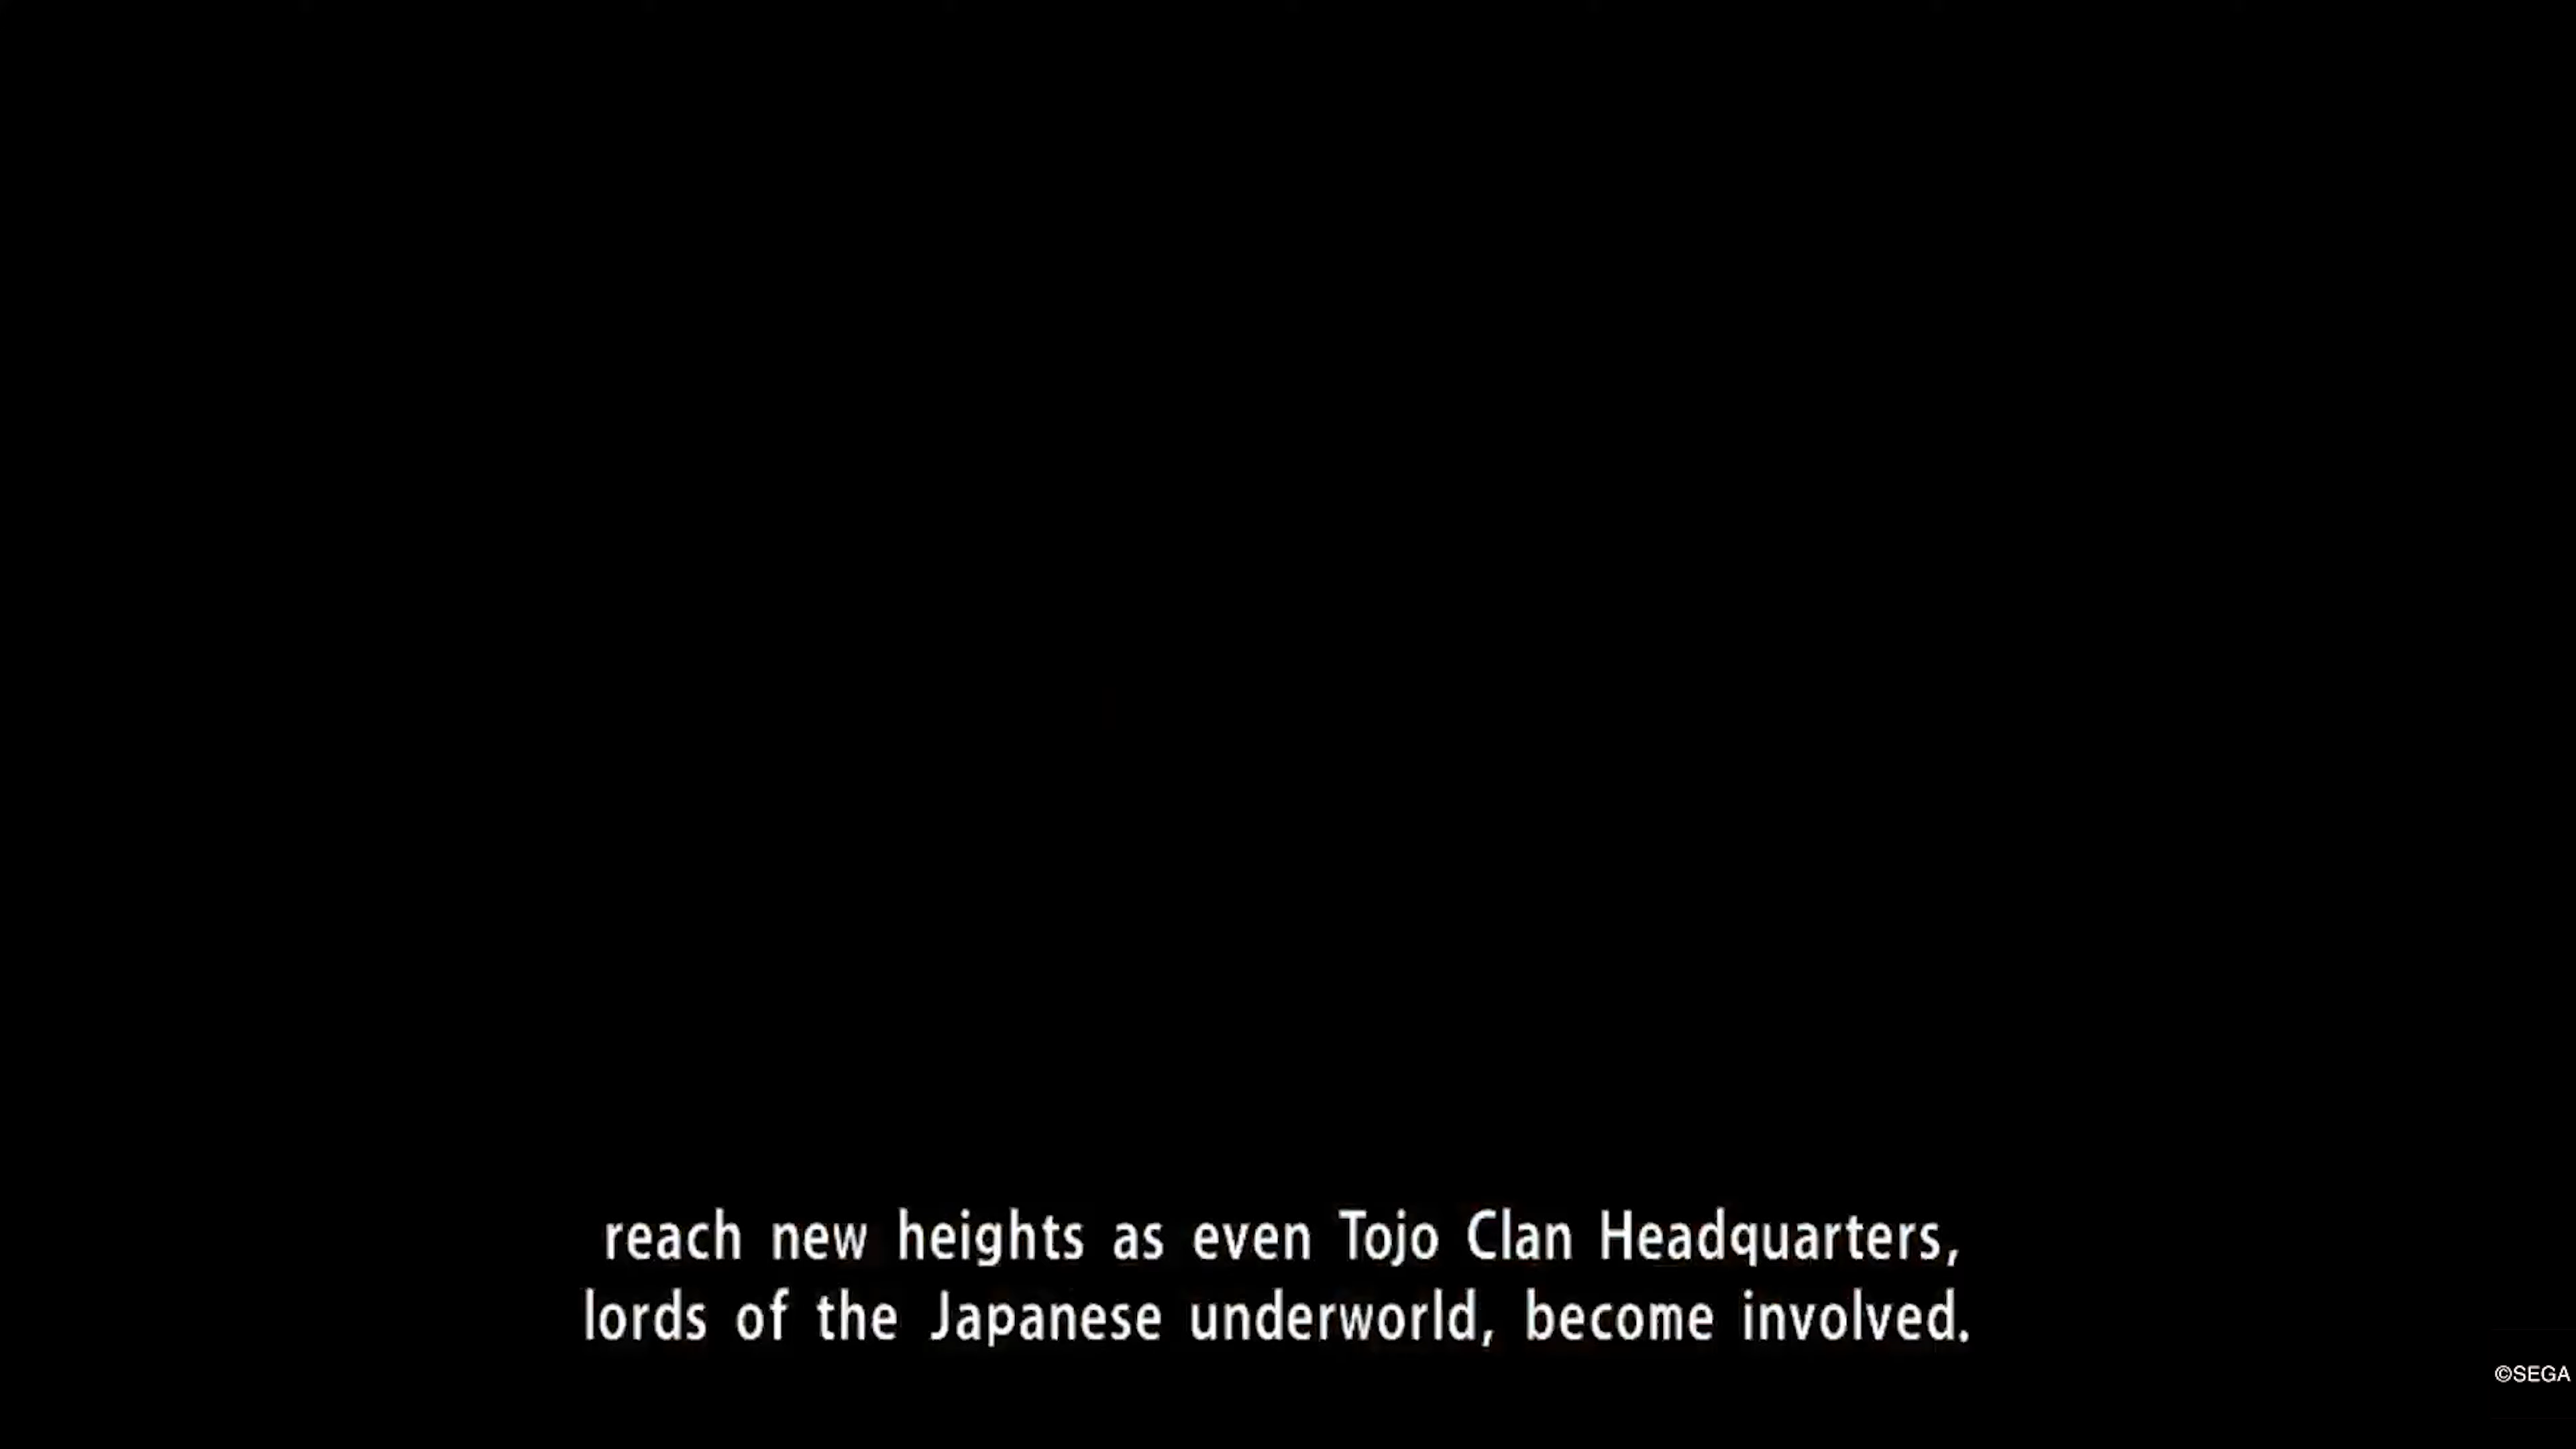 reach new heights as even Tojo Clan Headquarters,
lords of the Japanese underworld, become involved.
©SEGA